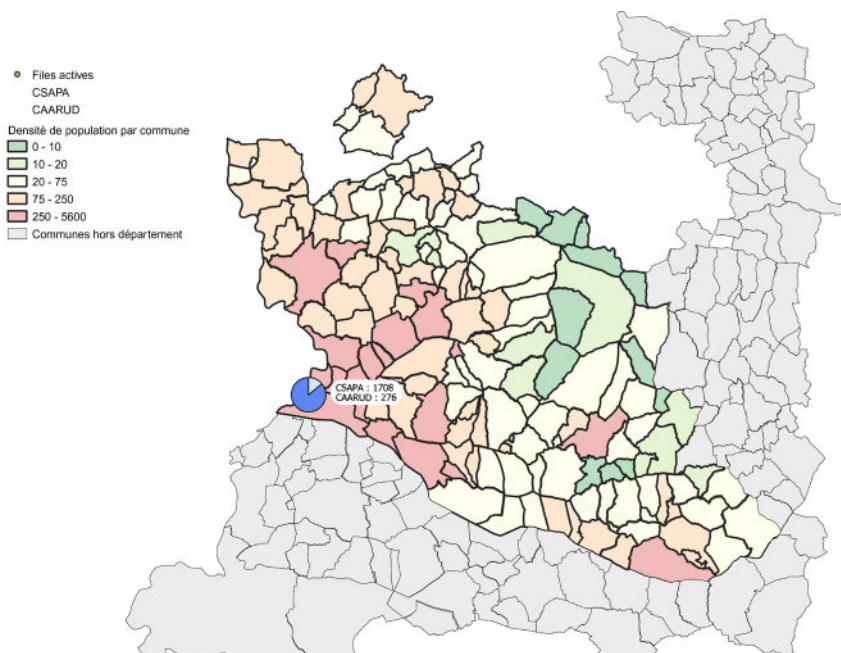 Files actives
CSAPA
CAARUD
Densité de population par commune
0 - 10
10 - 20
20 - 75
75 - 250
250 - 5600
Communes hors département
CSAPA : 1708
CAARUD : 276